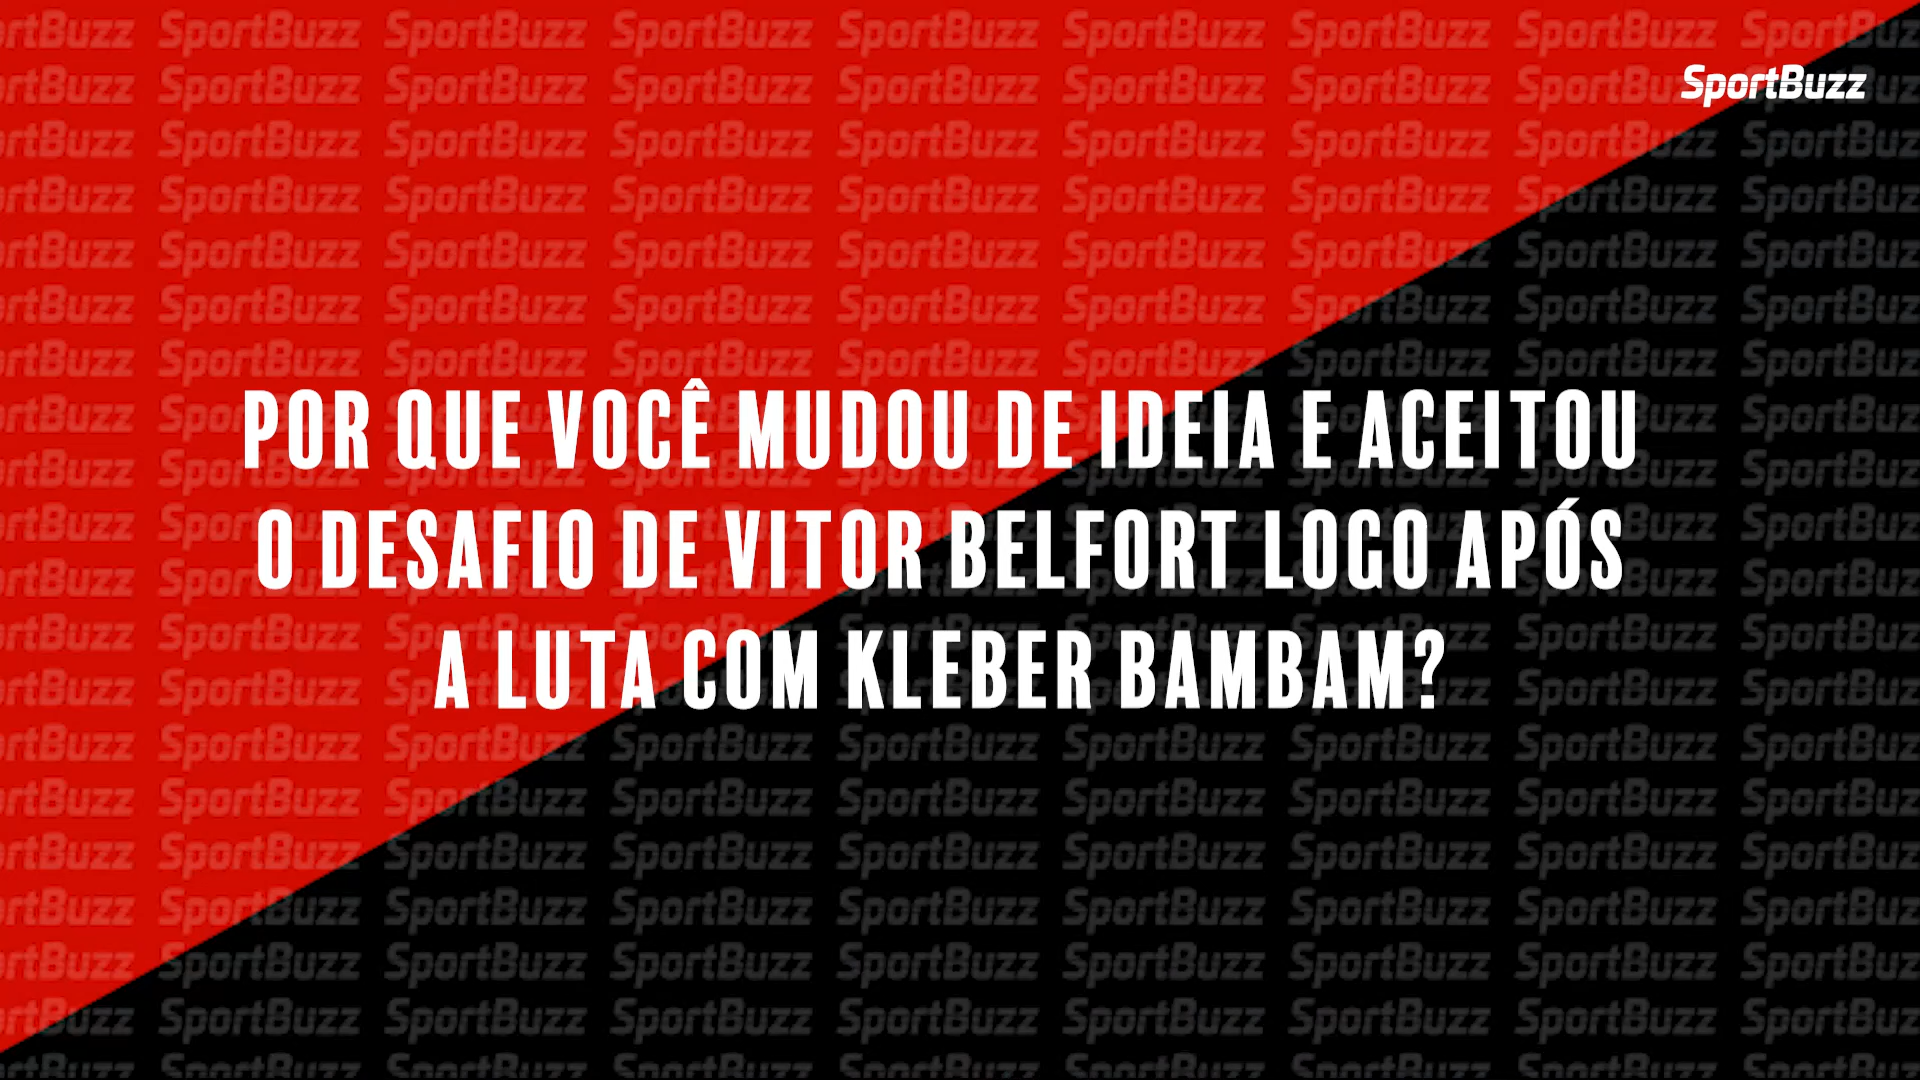 SportBuzz
POR QUE VOCÊ MUDOU DE IDEIA E ACEITOU
O DESAFIO DE VITOR BELFORT LOGO APÓS
A LUTA COM KLEBER BAMBAM?